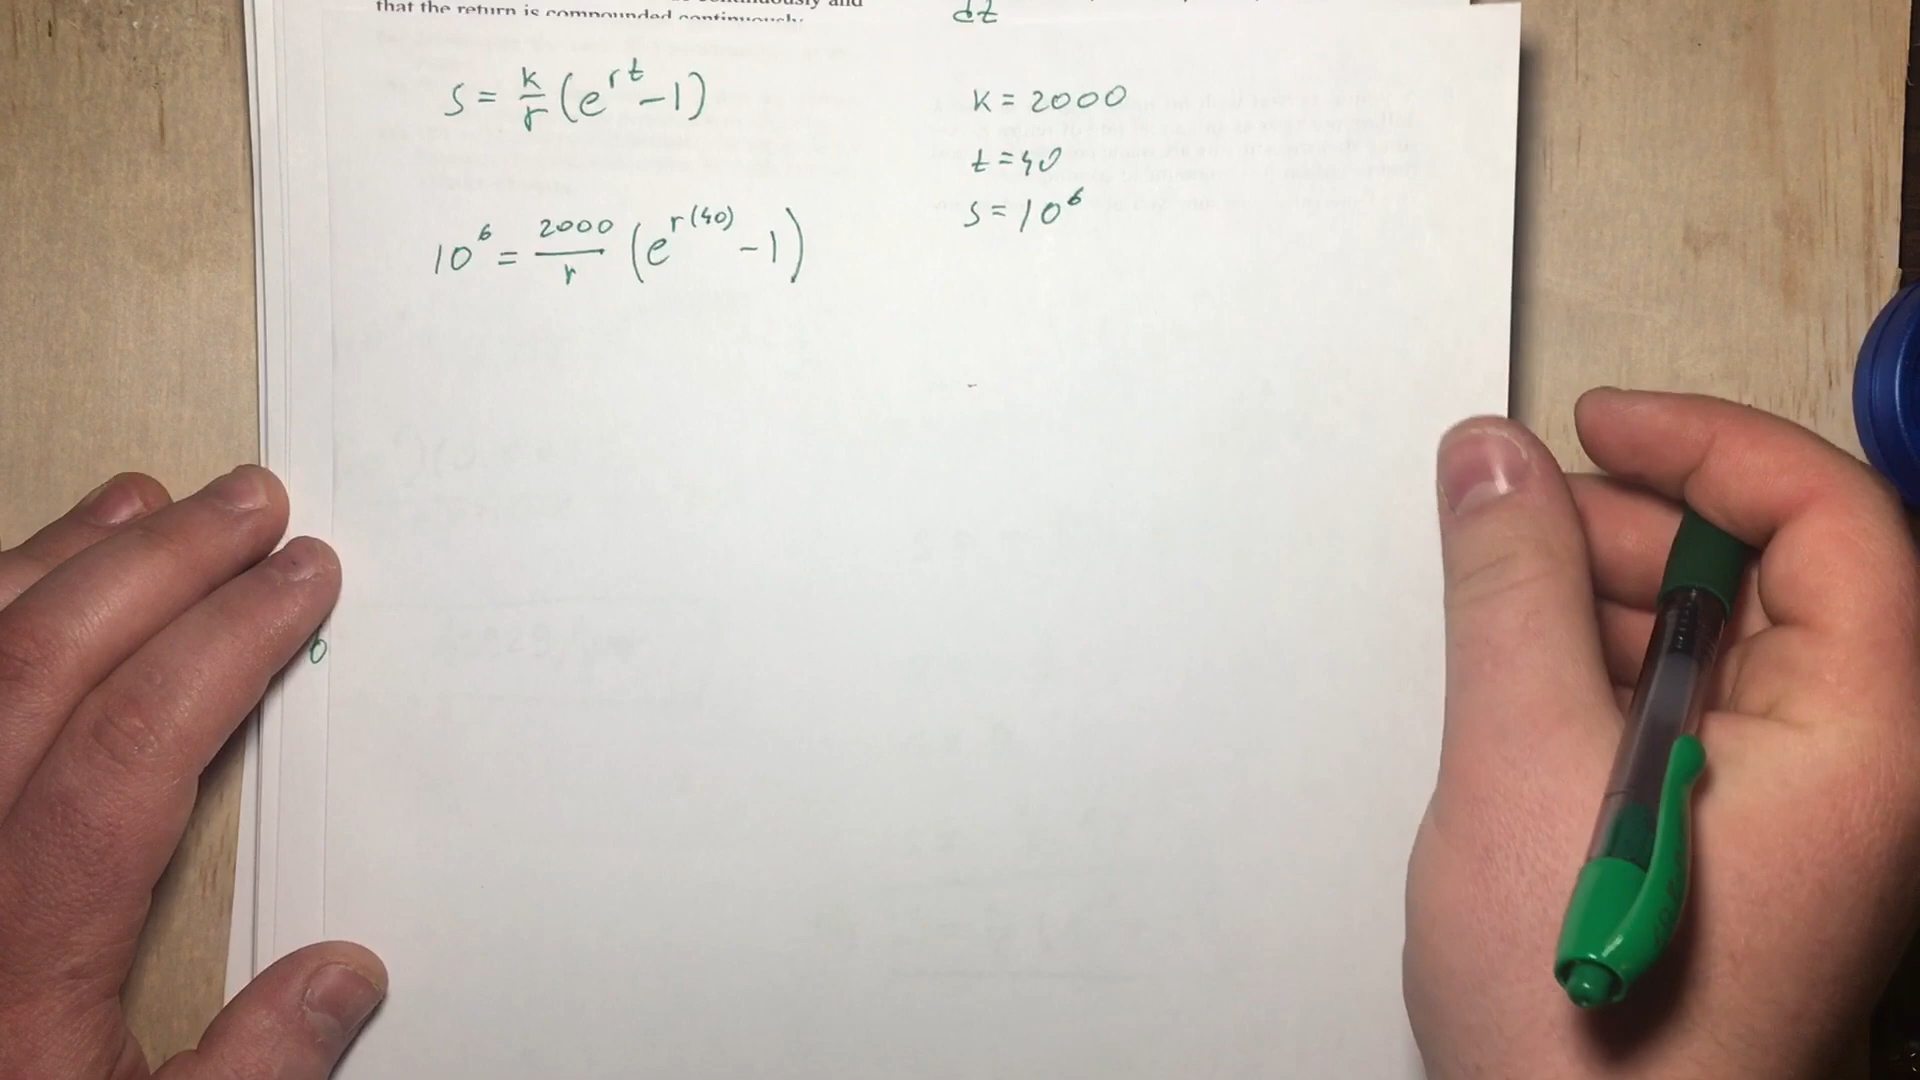 that the return is compounded continuously.
dt
S = k/r (e^rt - 1)
k = 2000
t = 40
S = 10^6
10^6 = 2000/r (e^r(40) - 1)